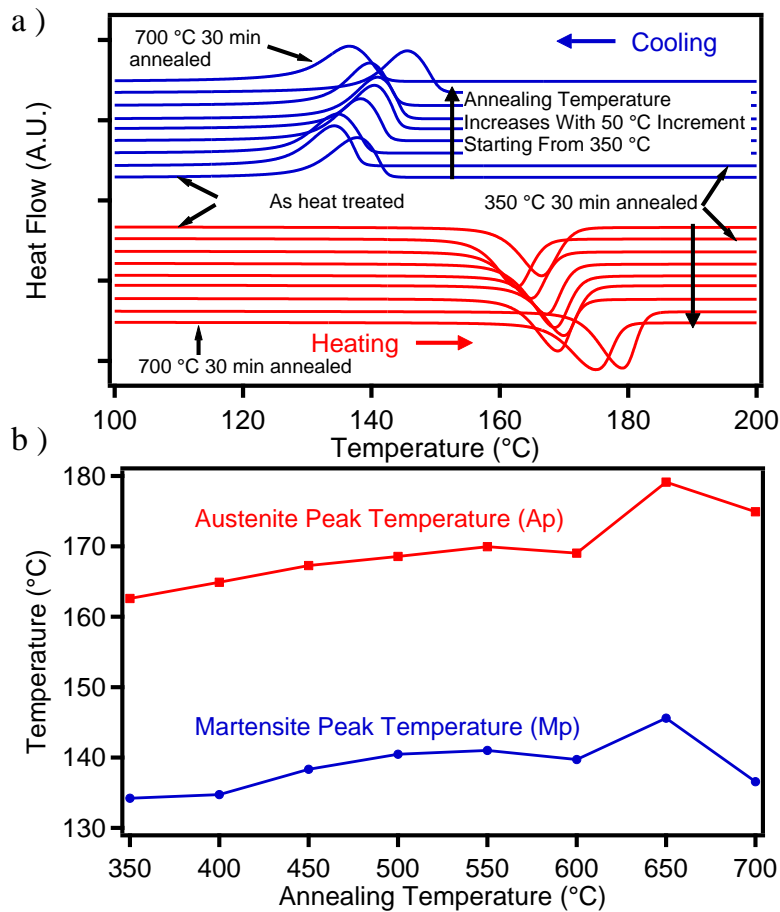 a )
700 °C 30 min
annealed
Cooling
Annealing Temperature
Increases With 50 °C Increment
Starting From 350 °C
As heat treated
350 °C 30 min annealed
Heating
700 °C 30 min annealed
Heat Flow (A.U.)
100 120 140 160 180 200
Temperature (°C)
b )
180
170
160
150
140
130
Temperature
(°C)
Austenite Peak Temperature (Ap)
Martensite Peak Temperature (Mp)
350 400 450 500 550 600 650 700
Annealing Temperature (°C)